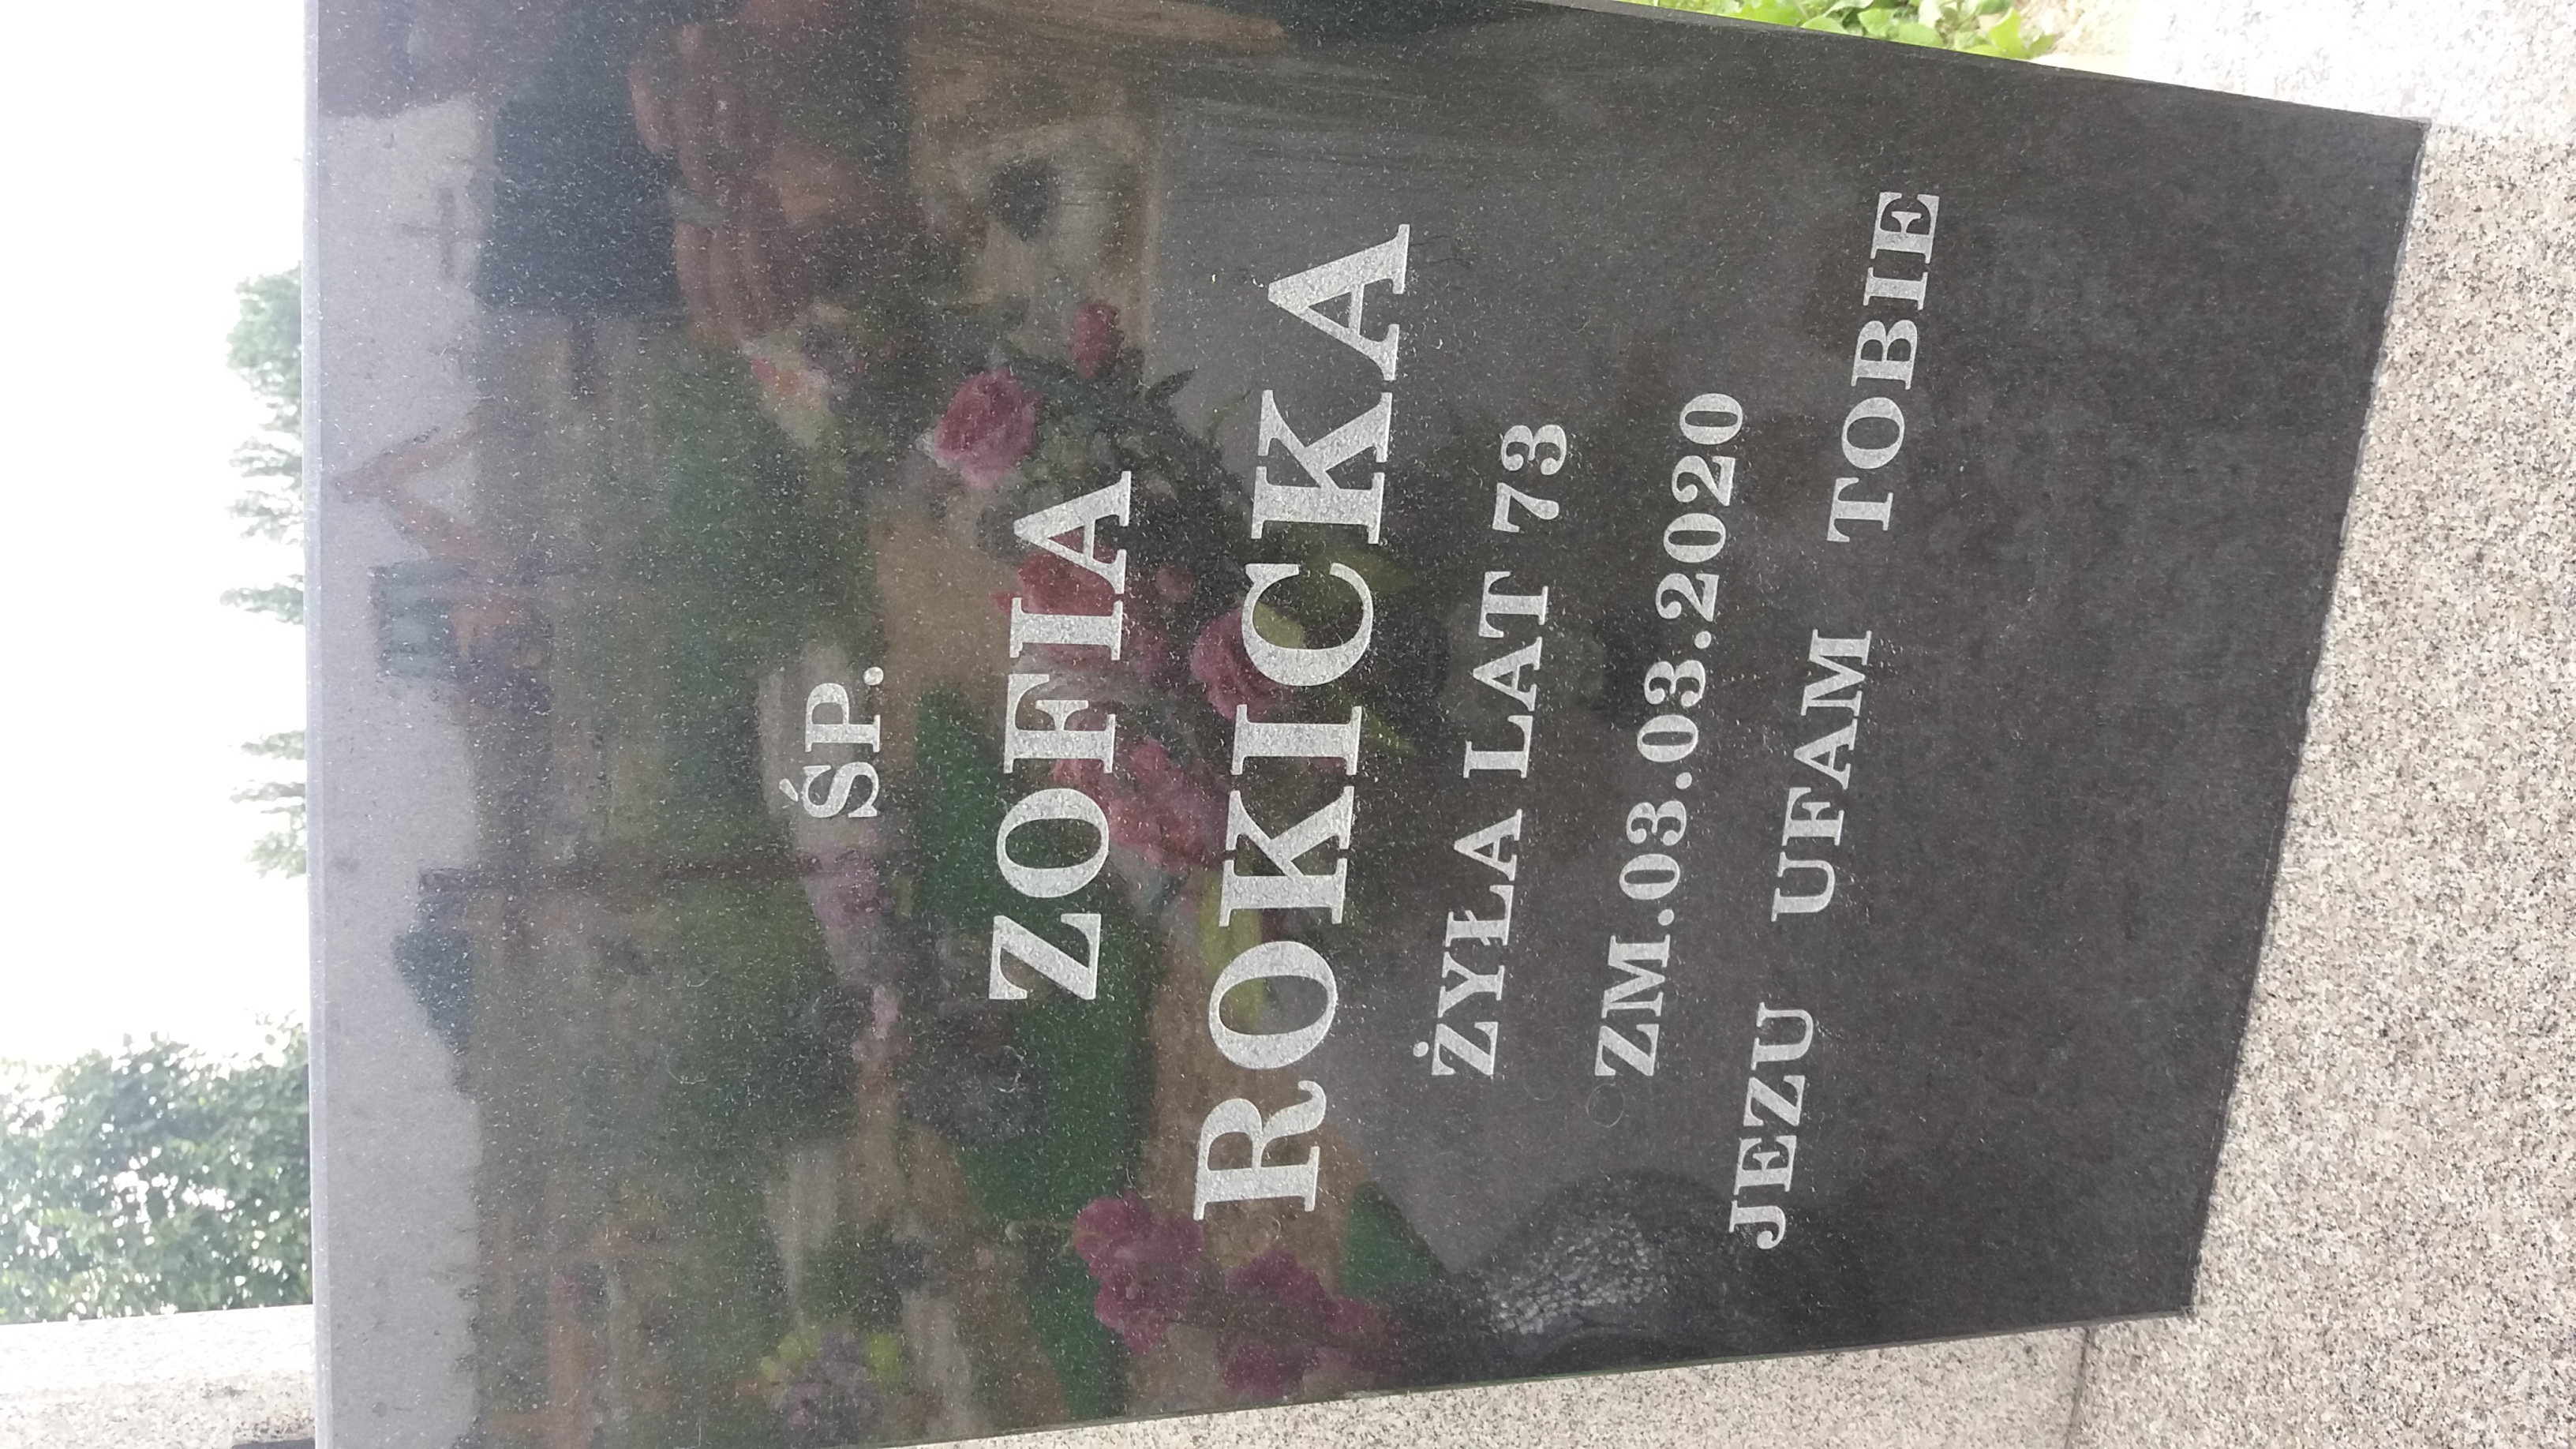 ŚP.
ZOFIA
ROKICKA
ŻYŁA LAT 73
ZM.03.03.2020
JEZU UFAM TOBIE